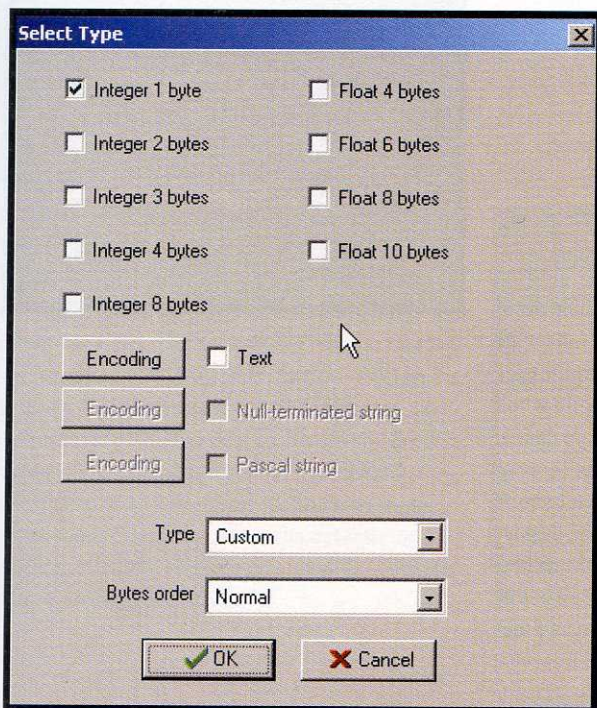 Select Type
Integer 1 byte
Float 4 bytes
Integer 2 bytes
Float 6 bytes
Integer 3 bytes
Float 8 bytes
Integer 4 bytes
Float 10 bytes
Integer 8 bytes
Encoding
Text
Encoding
Null-terminated string
Encoding
Pascal string
Type
Custom
Bytes order
Normal
OK
Cancel